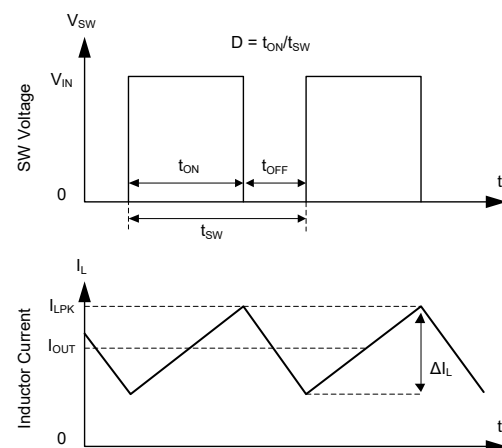 V_SW
D = t_ON/t_SW
V_IN
SW Voltage
t_ON
t_OFF
0
t
t_SW
I_L
I_LPK
I_OUT
Inductor Current
ΔI_L
0
t